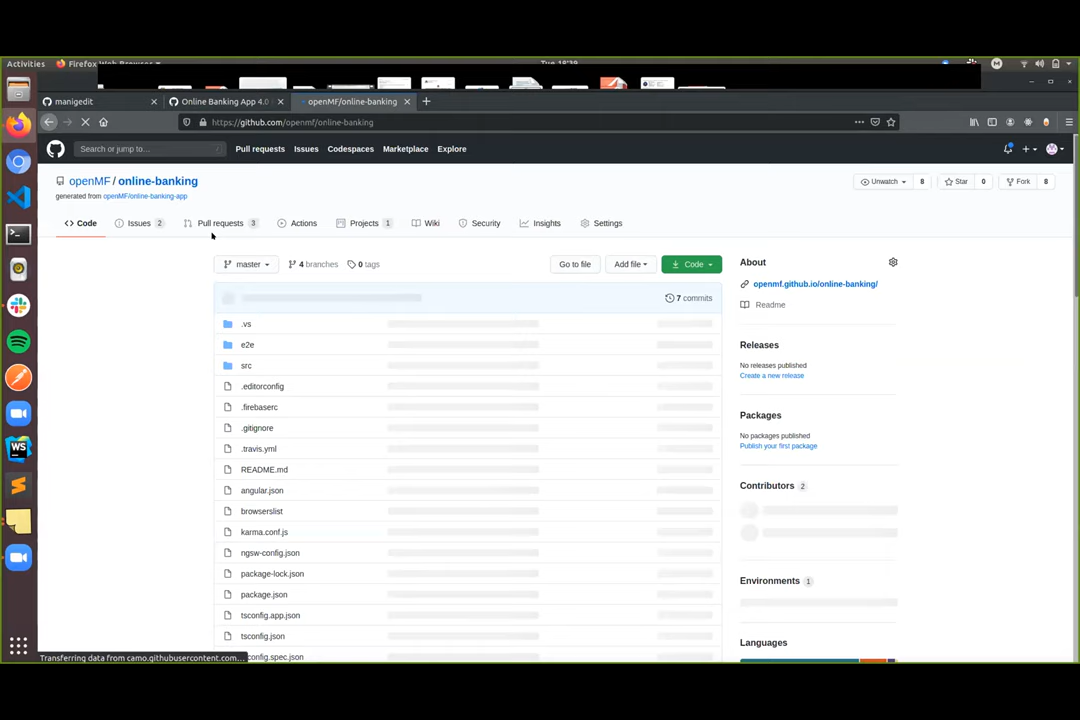 Activities Firefox Web Browser Tue 18:39
manigedit Online Banking App 4.0 openMF/online-banking
https://github.com/openmf/online-banking
Search or jump to… / Pull requests Issues Codespaces Marketplace Explore
openMF / online-banking Unwatch 8 Star 0 Fork 8
generated from openMF/online-banking-app
Code Issues 2 Pull requests 3 Actions Projects 1 Wiki Security Insights Settings
master 4 branches 0 tags Go to file Add file Code
About
openmf.github.io/online-banking/
7 commits
Readme
.vs
e2e
Releases
src
No releases published
Create a new release
.editorconfig
.firebaserc
Packages
.gitignore
No packages published
.travis.yml
Publish your first package
README.md
Contributors 2
angular.json
browserslist
karma.conf.js
ngsw-config.json
package-lock.json
Environments 1
package.json
tsconfig.app.json
tsconfig.json
Languages
Transferring data from camo.githubusercontent.com… config.spec.json